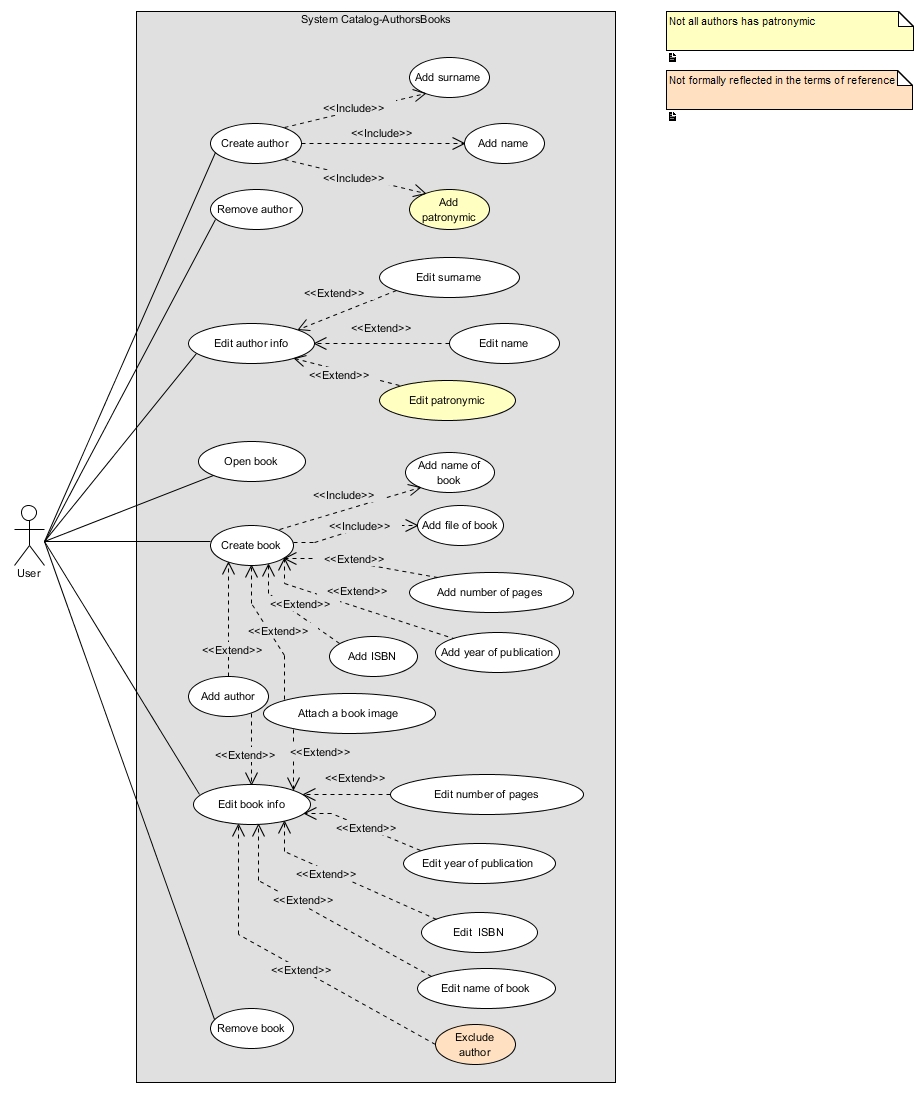 System Catalog-AuthorsBooks
Not all authors has patronymic
Not formally reflected in the terms of reference
Add surname
<<Include>>
Create author
<<Include>>
Add name
<<Include>>
Add
patronymic
Remove author
Edit surname
<<Extend>>
Edit author info
<<Extend>>
Edit name
<<Extend>>
Edit patronymic
Open book
Add name of
book
<<Include>>
Add file of book
<<Include>>
Create book
<<Extend>>
Add number of pages
<<Extend>>
<<Extend>>
<<Extend>>
Add year of publication
<<Extend>>
Add ISBN
User
Add author
Attach a book image
<<Extend>>
<<Extend>>
<<Extend>>
Edit number of pages
Edit book info
<<Extend>>
Edit year of publication
<<Extend>>
<<Extend>>
Edit  ISBN
<<Extend>>
Edit name of book
Remove book
Exclude
author